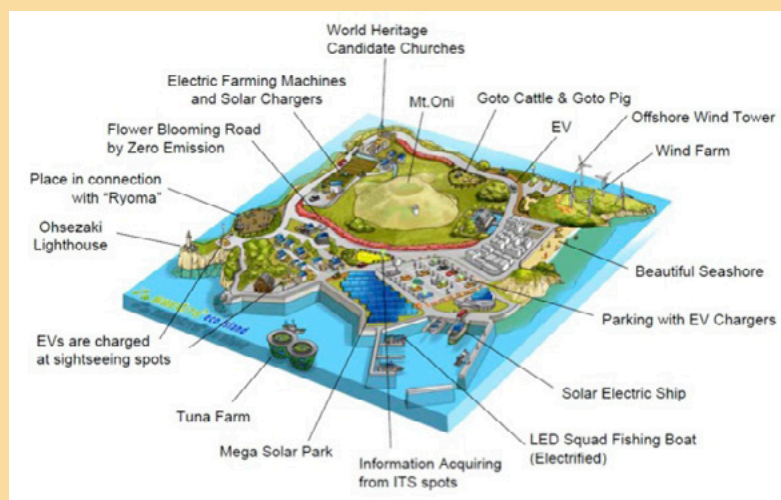 World Heritage
Candidate Churches
Electric Farming Machines
and Solar Chargers
Mt.Oni
Goto Cattle & Goto Pig
Offshore Wind Tower
EV
Flower Blooming Road
by Zero Emission
Wind Farm
Place in connection
with “Ryoma”
Ohsezaki
Lighthouse
Beautiful Seashore
eco island
EVs are charged
at sightseeing spots
Parking with EV Chargers
Solar Electric Ship
Tuna Farm
Mega Solar Park
LED Squad Fishing Boat
(Electrified)
Information Acquiring
from ITS spots